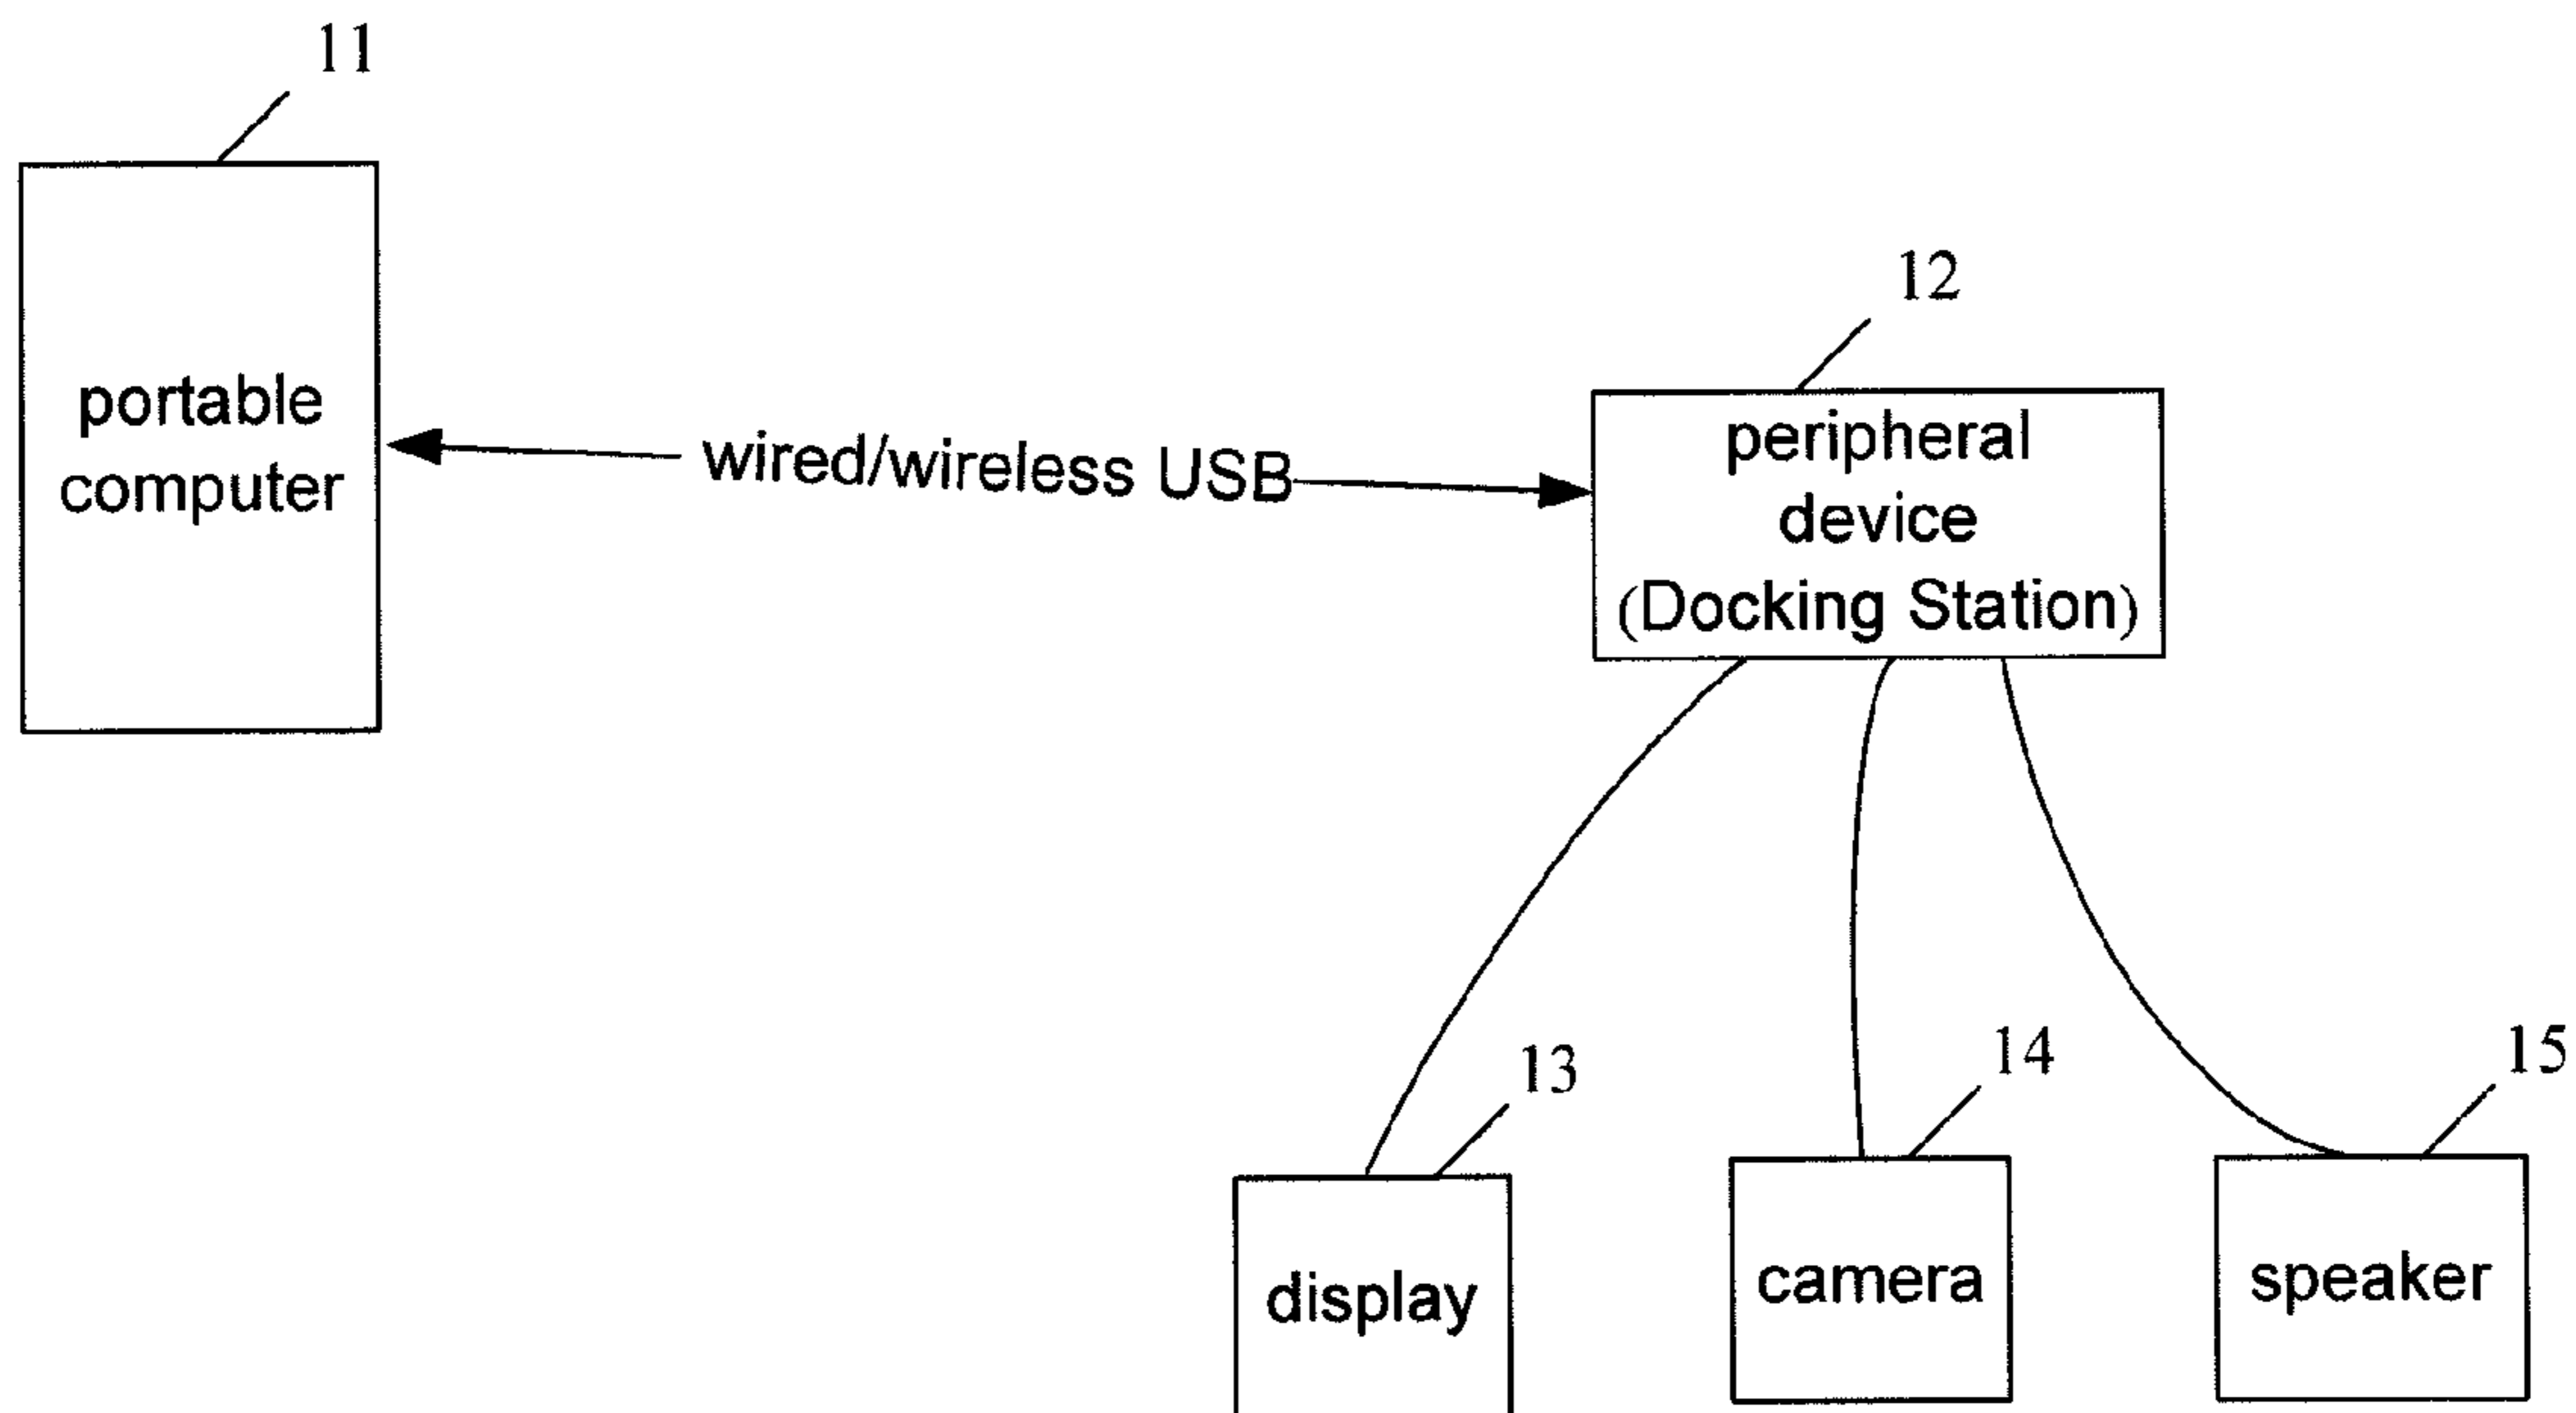 11
portable
computer
wired/wireless USB
12
peripheral
device
(Docking Station)
13
display
14
camera
15
speaker